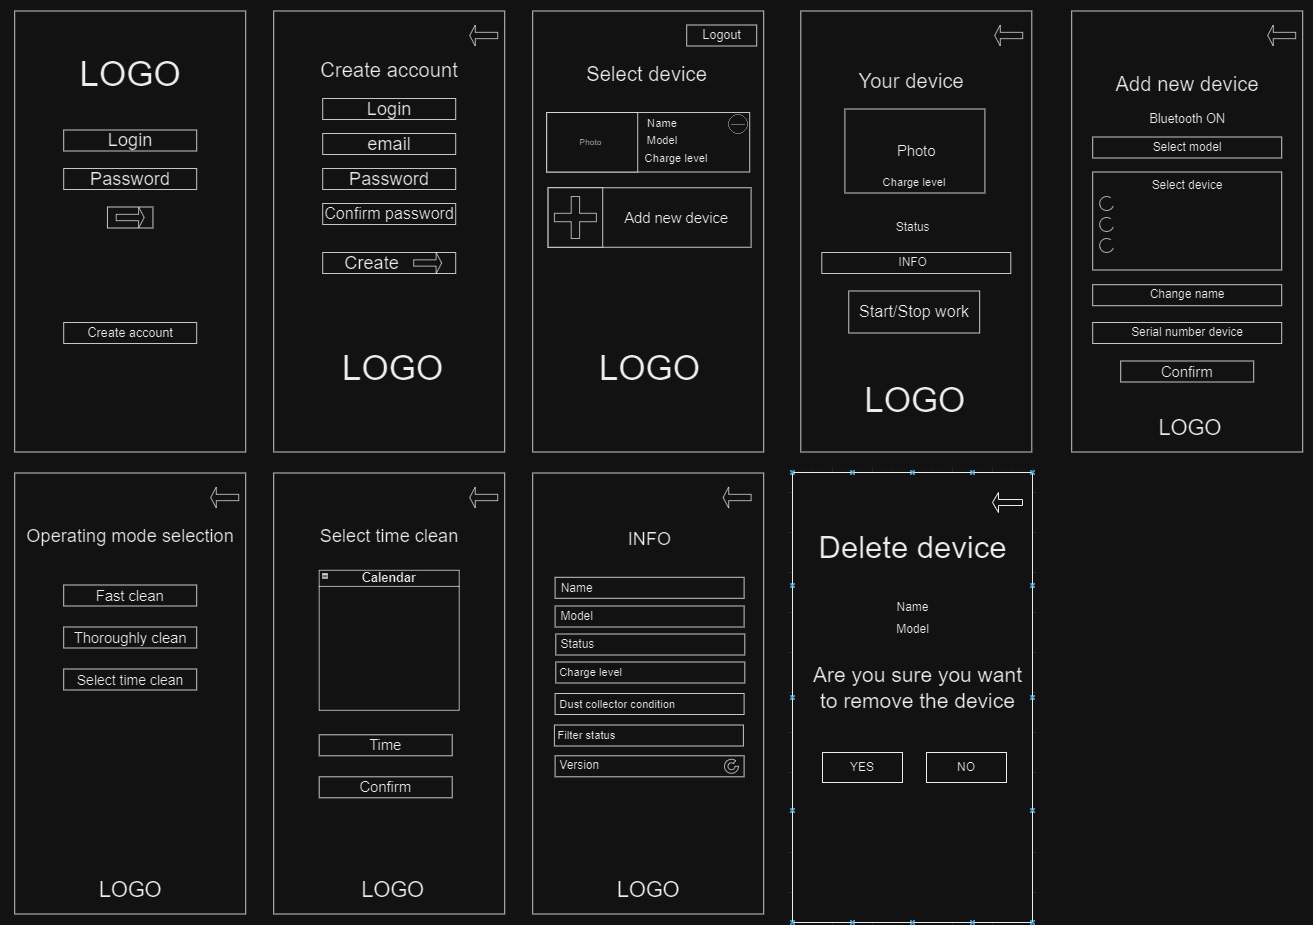 LOGO
Login
Password
Create account
Create account
Login
email
Password
Confirm password
Create
LOGO
Logout
Select device
Photo
Name
Model
Charge level
Add new device
LOGO
Your device
Photo
Charge level
Status
INFO
Start/Stop work
LOGO
Add new device
Bluetooth ON
Select model
Select device
Change name
Serial number device
Confirm
LOGO
Operating mode selection
Fast clean
Thoroughly clean
Select time clean
LOGO
Select time clean
Calendar
Time
Confirm
LOGO
INFO
Name
Model
Status
Charge level
Dust collector condition
Filter status
Version
LOGO
Delete device
Name
Model
Are you sure you want
to remove the device
YES
NO